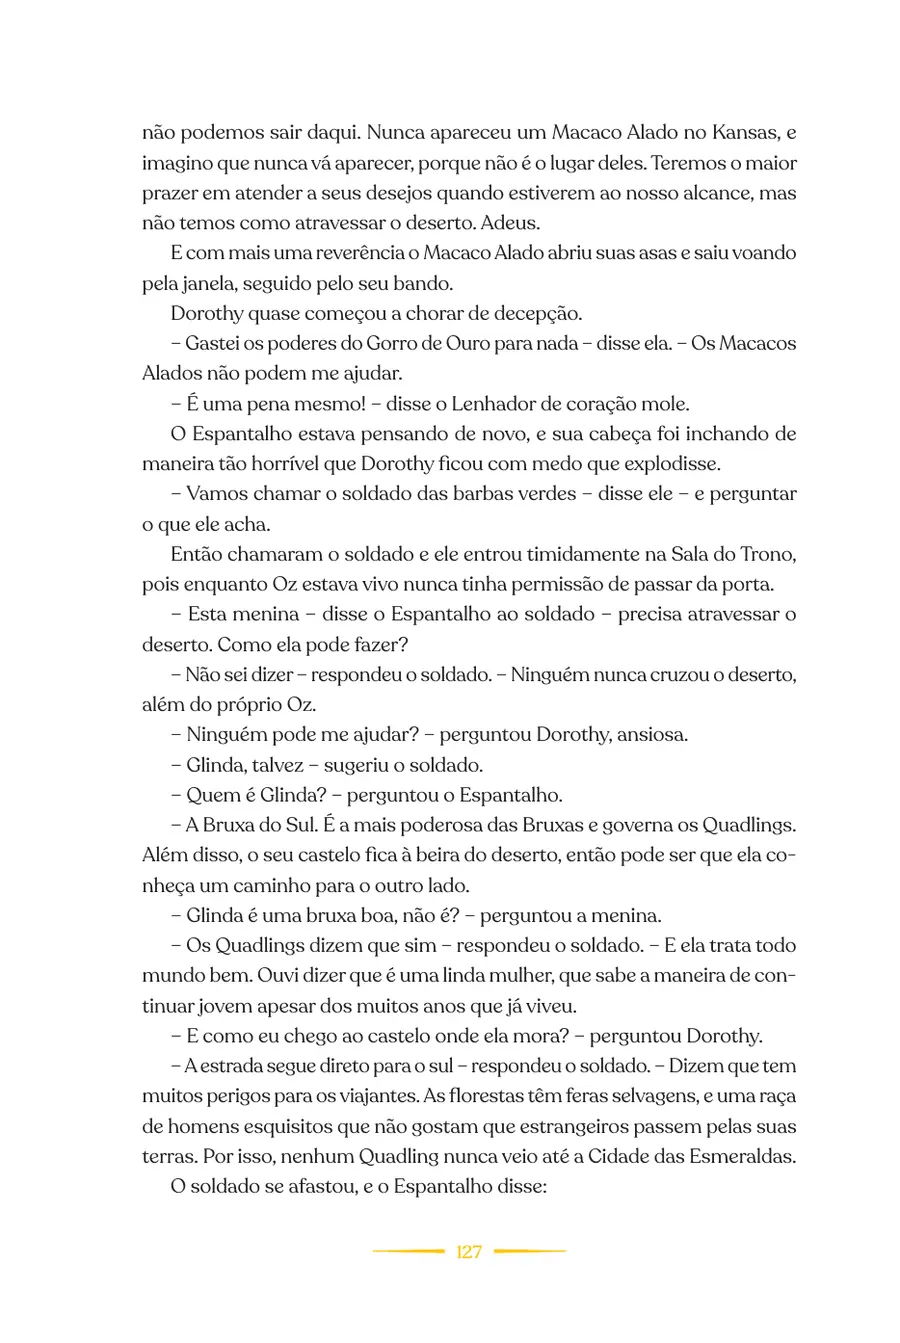 não podemos sair daqui. Nunca apareceu um Macaco Alado no Kansas, e
imagino que nunca vá aparecer, porque não é o lugar deles. Teremos o maior
prazer em atender a seus desejos quando estiverem ao nosso alcance, mas
não temos como atravessar o deserto. Adeus.
E com mais uma reverência o Macaco Alado abriu suas asas e saiu voando
pela janela, seguido pelo seu bando.
Dorothy quase começou a chorar de decepção.
– Gastei os poderes do Gorro de Ouro para nada – disse ela. – Os Macacos
Alados não podem me ajudar.
– É uma pena mesmo! – disse o Lenhador de coração mole.
O Espantalho estava pensando de novo, e sua cabeça foi inchando de
maneira tão horrível que Dorothy ficou com medo que explodisse.
– Vamos chamar o soldado das barbas verdes – disse ele – e perguntar
o que ele acha.
Então chamaram o soldado e ele entrou timidamente na Sala do Trono,
pois enquanto Oz estava vivo nunca tinha permissão de passar da porta.
– Esta menina – disse o Espantalho ao soldado – precisa atravessar o
deserto. Como ela pode fazer?
– Não sei dizer – respondeu o soldado. – Ninguém nunca cruzou o deserto,
além do próprio Oz.
– Ninguém pode me ajudar? – perguntou Dorothy, ansiosa.
– Glinda, talvez – sugeriu o soldado.
– Quem é Glinda? – perguntou o Espantalho.
– A Bruxa do Sul. É a mais poderosa das Bruxas e governa os Quadlings.
Além disso, o seu castelo fica à beira do deserto, então pode ser que ela co-
nheça um caminho para o outro lado.
– Glinda é uma bruxa boa, não é? – perguntou a menina.
– Os Quadlings dizem que sim – respondeu o soldado. – E ela trata todo
mundo bem. Ouvi dizer que é uma linda mulher, que sabe a maneira de con-
tinuar jovem apesar dos muitos anos que já viveu.
– E como eu chego ao castelo onde ela mora? – perguntou Dorothy.
– A estrada segue direto para o sul – respondeu o soldado. – Dizem que tem
muitos perigos para os viajantes. As florestas têm feras selvagens, e uma raça
de homens esquisitos que não gostam que estrangeiros passem pelas suas
terras. Por isso, nenhum Quadling nunca veio até a Cidade das Esmeraldas.
O soldado se afastou, e o Espantalho disse:
127